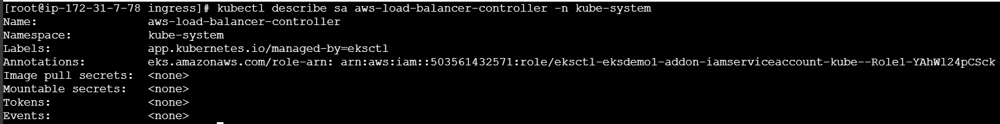 [root@ip-172-31-7-78 ingress]# kubectl describe sa aws-load-balancer-controller -n kube-system
Name:                aws-load-balancer-controller
Namespace:           kube-system
Labels:              app.kubernetes.io/managed-by=eksctl
Annotations:         eks.amazonaws.com/role-arn: arn:aws:iam::503561432571:role/eksctl-eksdemo1-addon-iamserviceaccount-kube--Role1-YAhWl24pCSck
Image pull secrets:  <none>
Mountable secrets:   <none>
Tokens:              <none>
Events:              <none>